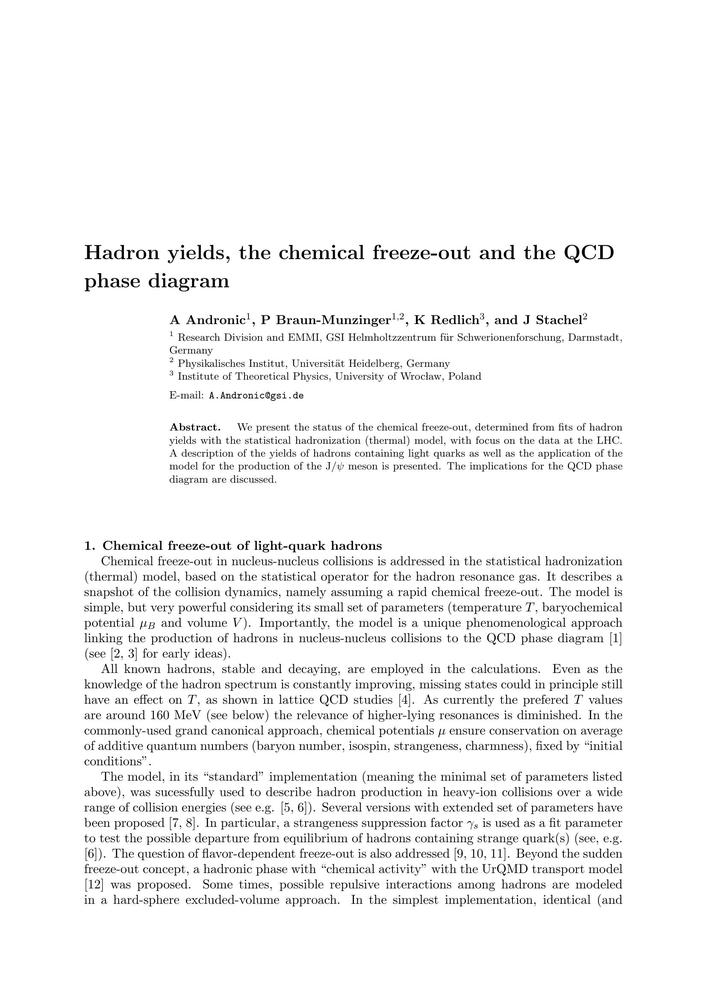 Hadron yields, the chemical freeze-out and the QCD
phase diagram
A Andronic1, P Braun-Munzinger1,2, K Redlich3, and J Stachel2
1 Research Division and EMMI, GSI Helmholtzzentrum für Schwerionenforschung, Darmstadt,
Germany
2 Physikalisches Institut, Universität Heidelberg, Germany
3 Institute of Theoretical Physics, University of Wrocław, Poland
E-mail: A.Andronic@gsi.de
Abstract. We present the status of the chemical freeze-out, determined from fits of hadron
yields with the statistical hadronization (thermal) model, with focus on the data at the LHC.
A description of the yields of hadrons containing light quarks as well as the application of the
model for the production of the J/ψ meson is presented. The implications for the QCD phase
diagram are discussed.
1. Chemical freeze-out of light-quark hadrons
Chemical freeze-out in nucleus-nucleus collisions is addressed in the statistical hadronization
(thermal) model, based on the statistical operator for the hadron resonance gas. It describes a
snapshot of the collision dynamics, namely assuming a rapid chemical freeze-out. The model is
simple, but very powerful considering its small set of parameters (temperature T, baryochemical
potential μB and volume V). Importantly, the model is a unique phenomenological approach
linking the production of hadrons in nucleus-nucleus collisions to the QCD phase diagram [1]
(see [2, 3] for early ideas).
All known hadrons, stable and decaying, are employed in the calculations. Even as the
knowledge of the hadron spectrum is constantly improving, missing states could in principle still
have an effect on T, as shown in lattice QCD studies [4]. As currently the prefered T values
are around 160 MeV (see below) the relevance of higher-lying resonances is diminished. In the
commonly-used grand canonical approach, chemical potentials μ ensure conservation on average
of additive quantum numbers (baryon number, isospin, strangeness, charmness), fixed by “initial
conditions”.
The model, in its “standard” implementation (meaning the minimal set of parameters listed
above), was sucessfully used to describe hadron production in heavy-ion collisions over a wide
range of collision energies (see e.g. [5, 6]). Several versions with extended set of parameters have
been proposed [7, 8]. In particular, a strangeness suppression factor γs is used as a fit parameter
to test the possible departure from equilibrium of hadrons containing strange quark(s) (see, e.g.
[6]). The question of flavor-dependent freeze-out is also addressed [9, 10, 11]. Beyond the sudden
freeze-out concept, a hadronic phase with “chemical activity” with the UrQMD transport model
[12] was proposed. Some times, possible repulsive interactions among hadrons are modeled
in a hard-sphere excluded-volume approach. In the simplest implementation, identical (and